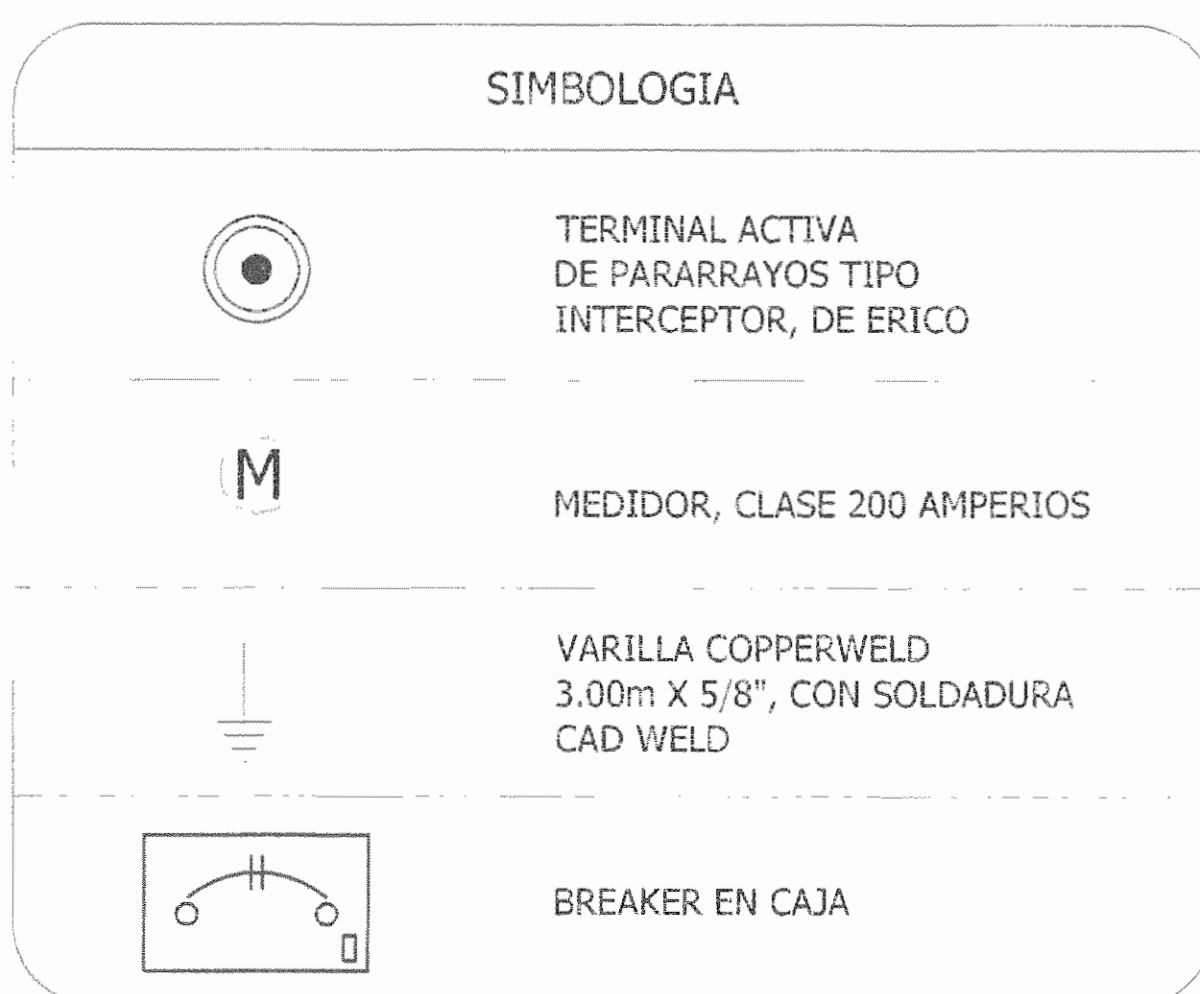 SIMBOLOGIA
TERMINAL ACTIVA
DE PARARRAYOS TIPO
INTERCEPTOR, DE ERICO
M
MEDIDOR, CLASE 200 AMPERIOS
VARILLA COPPERWELD
3.00m X 5/8", CON SOLDADURA
CAD WELD
BREAKER EN CAJA